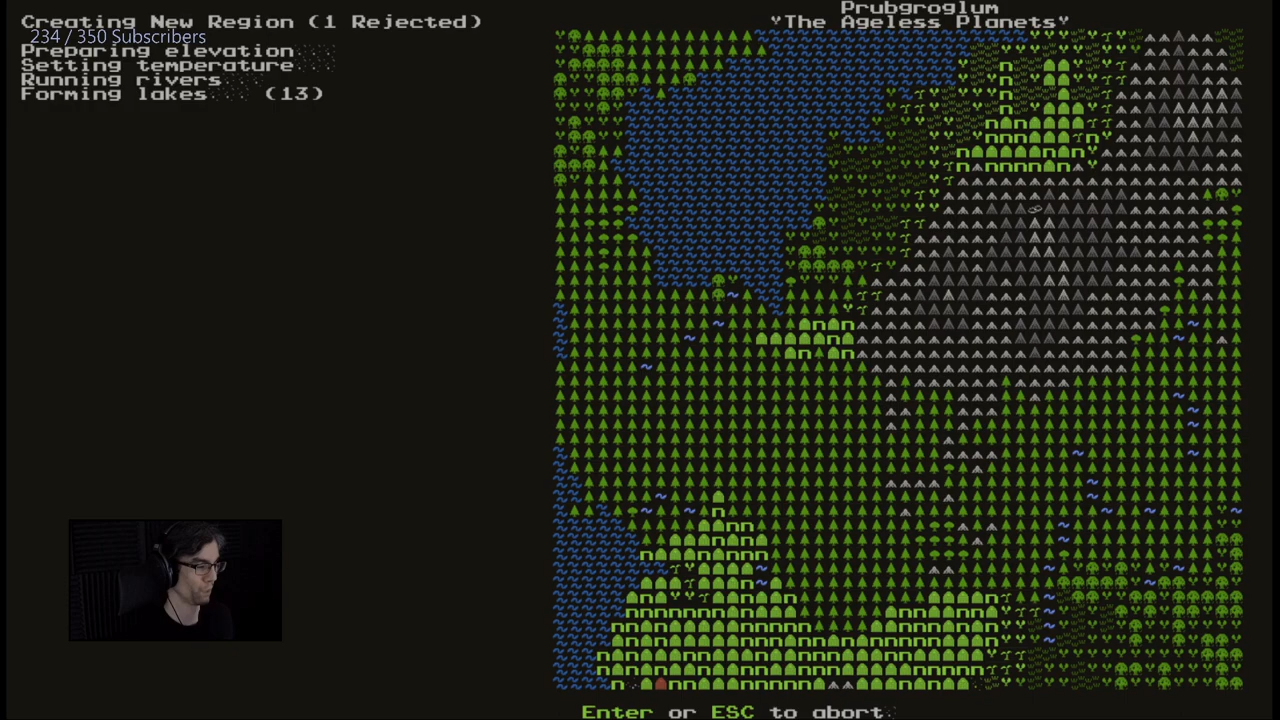 Creating New Region (1 Rejected)
234 / 350 Subscribers
Preparing elevation
Setting temperature
Running rivers
Forming lakes (13)
Prubgroglum
"The Ageless Planets"
Enter or ESC to abort